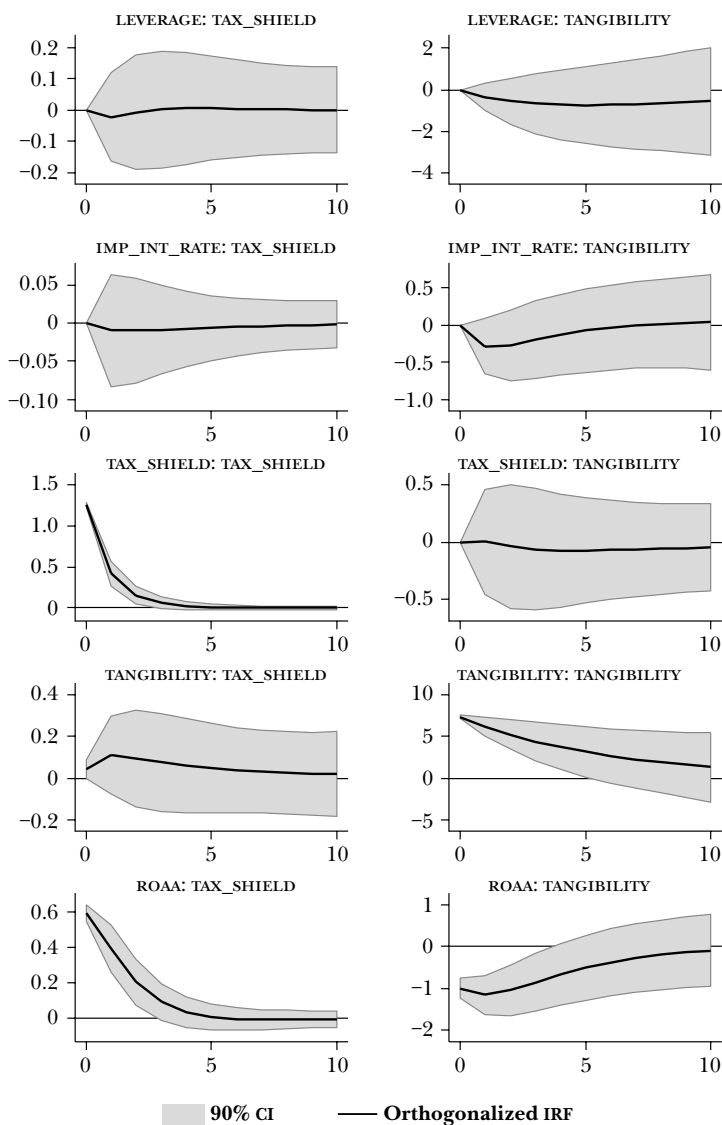 LEVERAGE: TAX_SHIELD
0.2
0.1
0
−0.1
−0.2
0 5 10
LEVERAGE: TANGIBILITY
2
0
−2
−4
0 5 10
IMP_INT_RATE: TAX_SHIELD
0.05
0
−0.05
−0.10
0 5 10
IMP_INT_RATE: TANGIBILITY
0.5
0
−0.5
−1.0
0 5 10
TAX_SHIELD: TAX_SHIELD
1.5
1.0
0.5
0
0 5 10
TAX_SHIELD: TANGIBILITY
0.5
0
−0.5
0 5 10
TANGIBILITY: TAX_SHIELD
0.4
0.2
0
−0.2
0 5 10
TANGIBILITY: TANGIBILITY
10
5
0
−5
0 5 10
ROAA: TAX_SHIELD
0.6
0.4
0.2
0
0 5 10
ROAA: TANGIBILITY
1
0
−1
−2
0 5 10
90% CI
Orthogonalized IRF